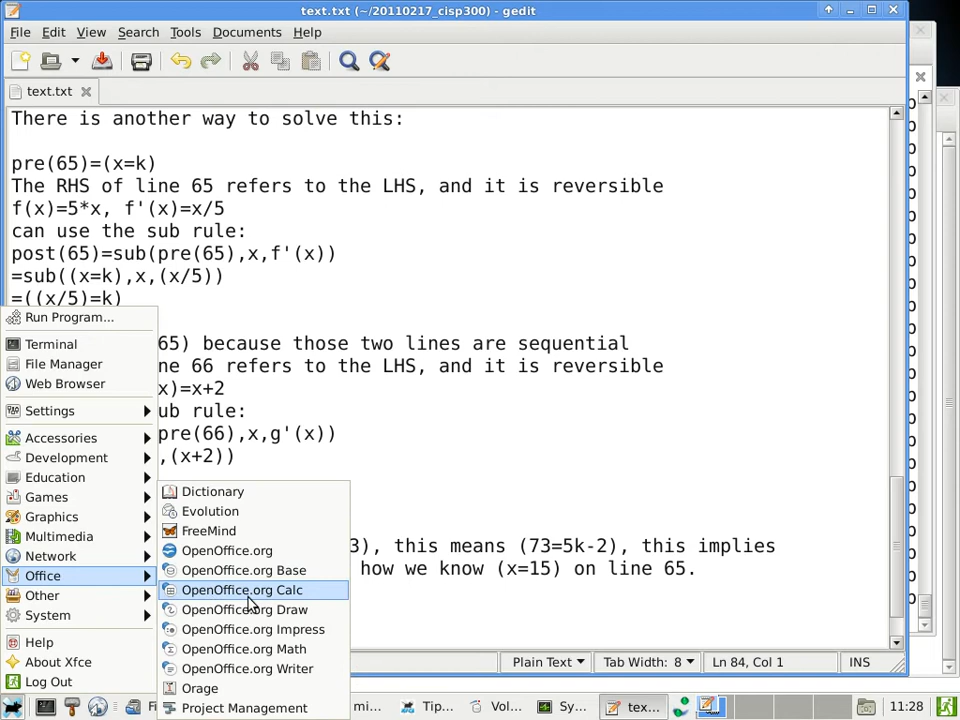 text.txt (~/20110217_cisp300) - gedit
File Edit View Search Tools Documents Help
text.txt
There is another way to solve this:
pre(65)=(x=k)
The RHS of line 65 refers to the LHS, and it is reversible
f(x)=5*x, f'(x)=x/5
can use the sub rule:
post(65)=sub(pre(65),x,f'(x))
=sub((x=k),x,(x/5))
=((x/5)=k)
65) because those two lines are sequential
ne 66 refers to the LHS, and it is reversible
x)=x+2
ub rule:
pre(66),x,g'(x))
,(x+2))
3), this means (73=5k-2), this implies
how we know (x=15) on line 65.
Run Program...
Terminal
File Manager
Web Browser
Settings
Accessories
Development
Education
Games
Graphics
Multimedia
Network
Office
Other
System
Help
About Xfce
Log Out
Dictionary
Evolution
FreeMind
OpenOffice.org
OpenOffice.org Base
OpenOffice.org Calc
OpenOffice.org Draw
OpenOffice.org Impress
OpenOffice.org Math
OpenOffice.org Writer
Orage
Project Management
Plain Text Tab Width: 8 Ln 84, Col 1 INS
Fi mi... Tip... Vol... Sy... tex... 11:28